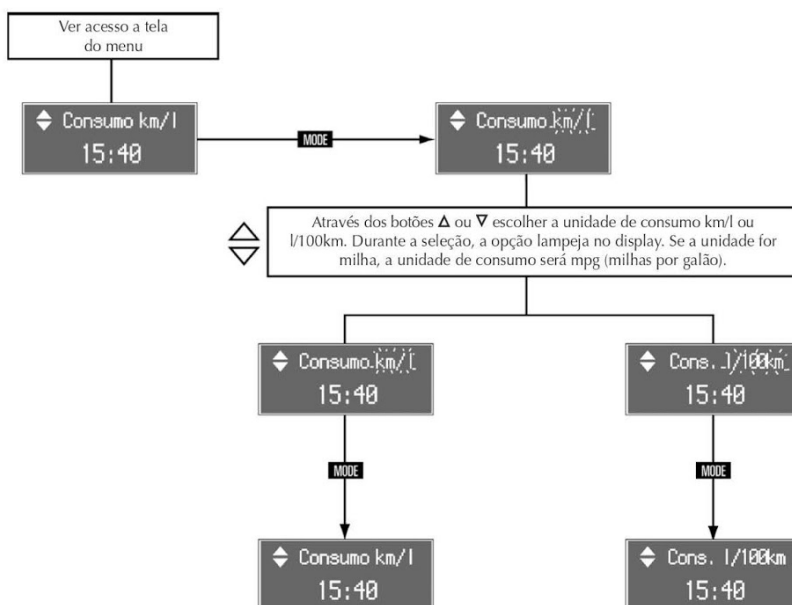 Ver acesso a tela
do menu
Consumo km/l
15:40
MODE
Consumo km/l
15:40
Através dos botões Δ ou ∇ escolher a unidade de consumo km/l ou
l/100km. Durante a seleção, a opção lampeja no display. Se a unidade for
milha, a unidade de consumo será mpg (milhas por galão).
Consumo km/l
15:40
Cons. l/100km
15:40
MODE
MODE
Consumo km/l
15:40
Cons. l/100km
15:40